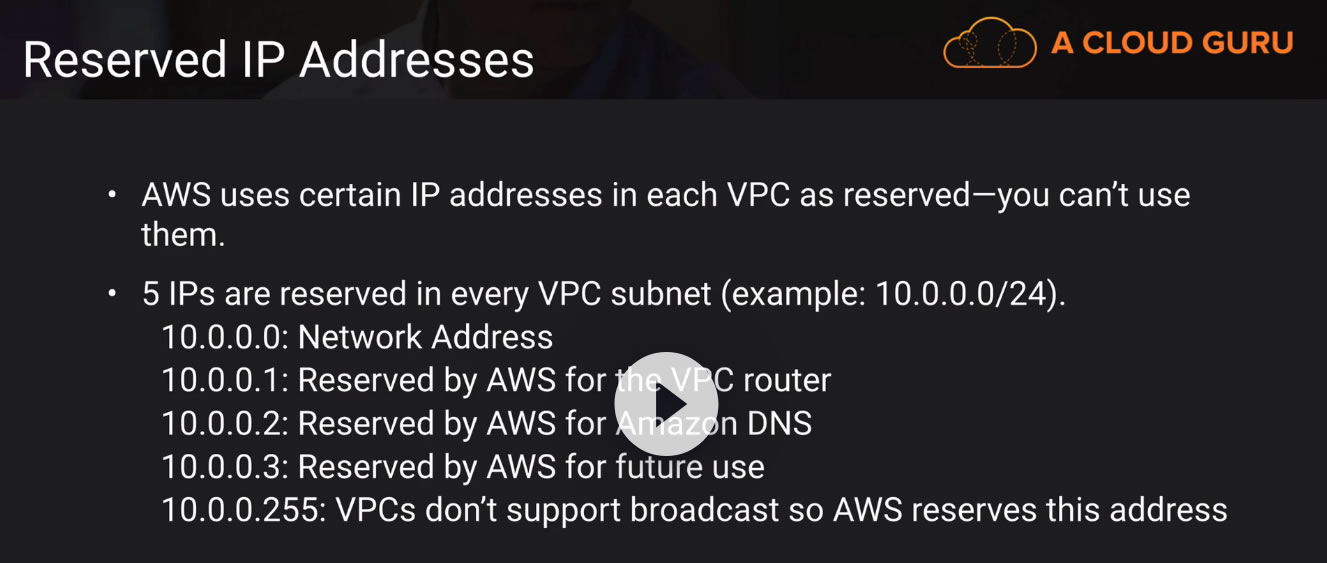 Reserved IP Addresses
A CLOUD GURU
• AWS uses certain IP addresses in each VPC as reserved—you can’t use
them.
• 5 IPs are reserved in every VPC subnet (example: 10.0.0.0/24).
10.0.0.0: Network Address
10.0.0.1: Reserved by AWS for the VPC router
10.0.0.2: Reserved by AWS for Amazon DNS
10.0.0.3: Reserved by AWS for future use
10.0.0.255: VPCs don’t support broadcast so AWS reserves this address